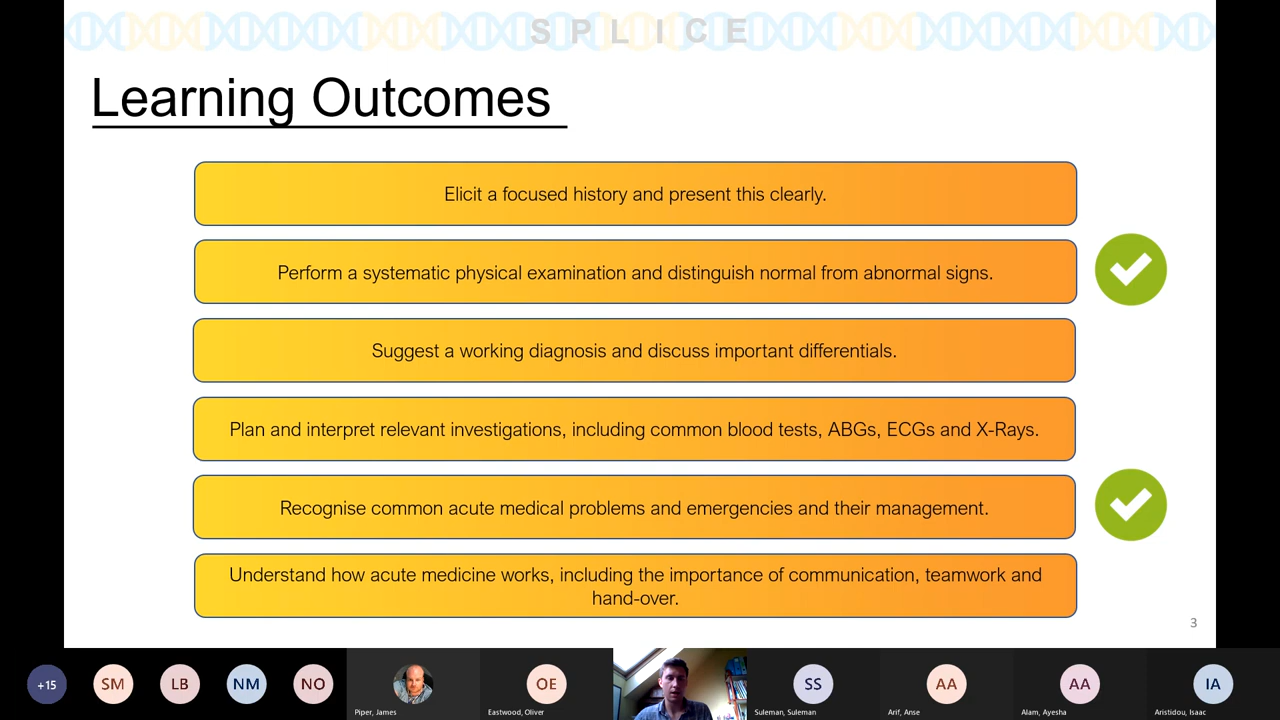 S P L I C E
Learning Outcomes
Elicit a focused history and present this clearly.
Perform a systematic physical examination and distinguish normal from abnormal signs.
Suggest a working diagnosis and discuss important differentials.
Plan and interpret relevant investigations, including common blood tests, ABGs, ECGs and X-Rays.
Recognise common acute medical problems and emergencies and their management.
Understand how acute medicine works, including the importance of communication, teamwork and
hand-over.
3
+15 SM LB NM NO OE SS AA AA IA
Piper, James Eastwood, Oliver Suleman, Suleman Arif, Anse Alam, Ayesha Aristidou, Isaac